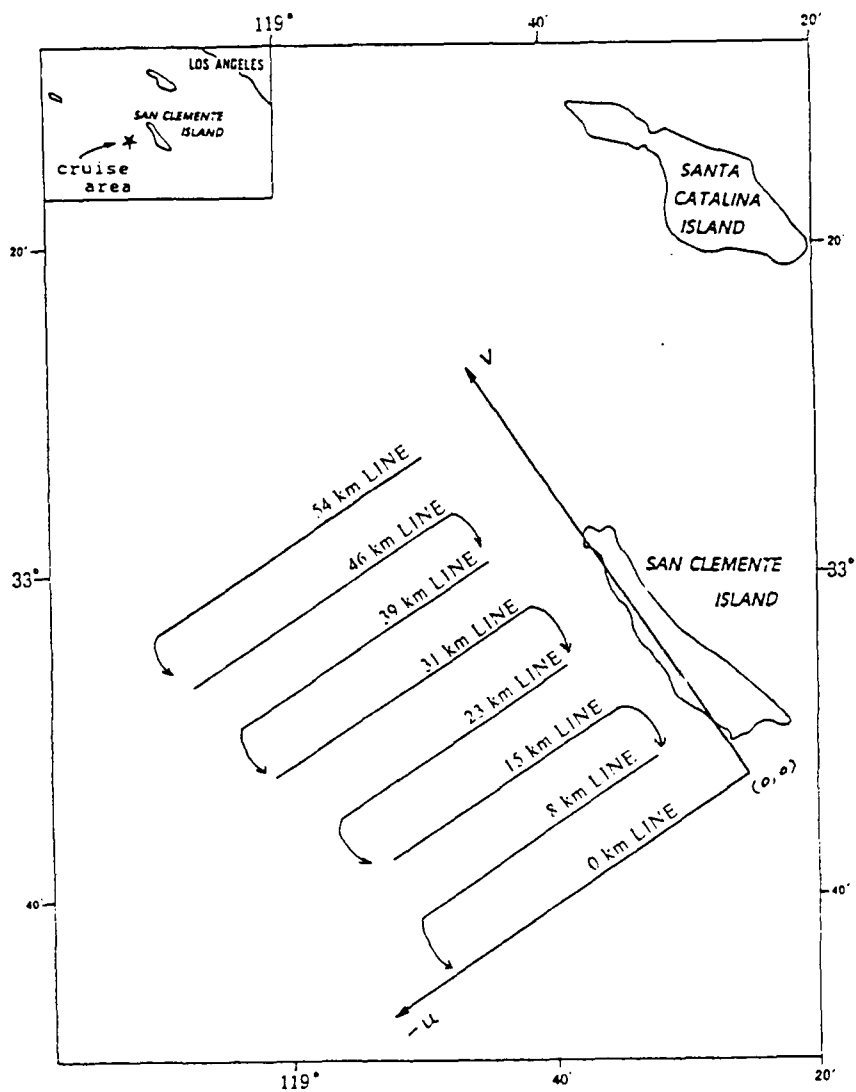 119°
40'
20'
LOS ANGELES
SAN CLEMENTE
ISLAND
cruise
area
SANTA
CATALINA
ISLAND
20'
20'
V
54 km LINE
46 km LINE
39 km LINE
31 km LINE
23 km LINE
15 km LINE
8 km LINE
0 km LINE
SAN CLEMENTE
ISLAND
33°
33°
(0,0)
40'
40'
-u
119°
40'
20'